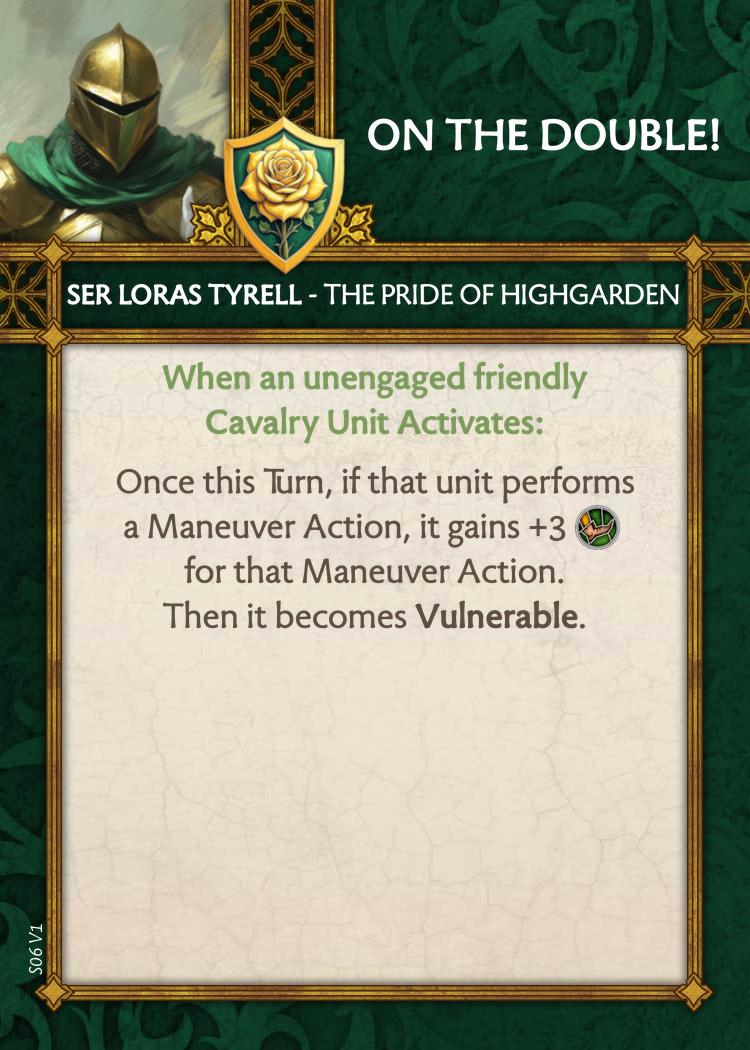 ON THE DOUBLE!
SER LORAS TYRELL - THE PRIDE OF HIGHGARDEN
When an unengaged friendly
Cavalry Unit Activates:
Once this Turn, if that unit performs
a Maneuver Action, it gains +3
for that Maneuver Action.
Then it becomes Vulnerable.
S06 V1